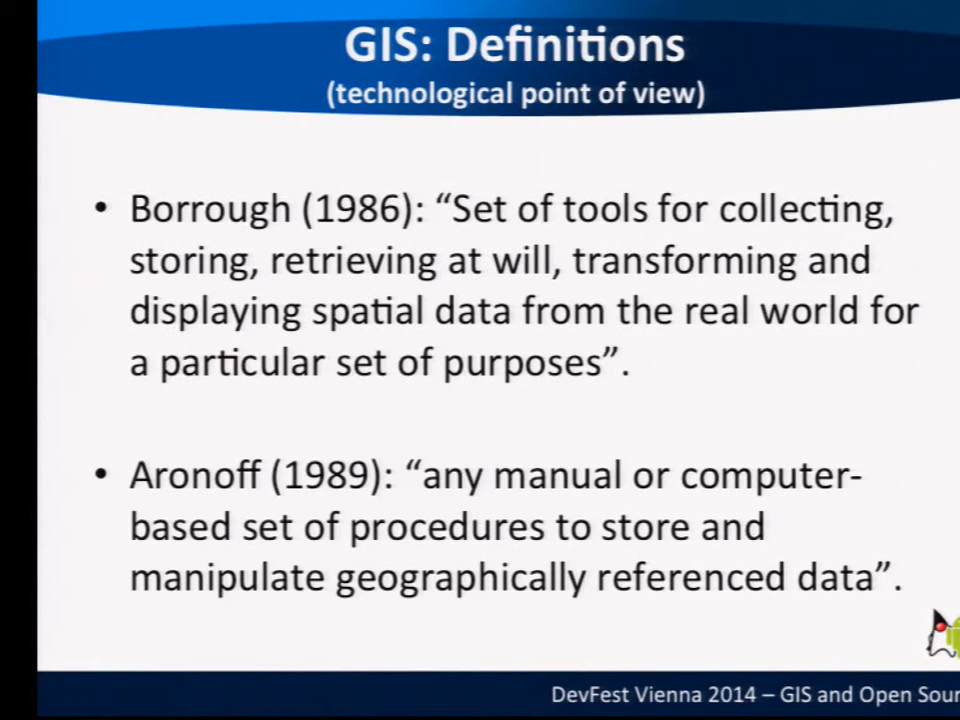 GIS: Definitions
(technological point of view)
• Borrough (1986): “Set of tools for collecting,
storing, retrieving at will, transforming and
displaying spatial data from the real world for
a particular set of purposes”.
• Aronoff (1989): “any manual or computer-
based set of procedures to store and
manipulate geographically referenced data”.
DevFest Vienna 2014 – GIS and Open Sour